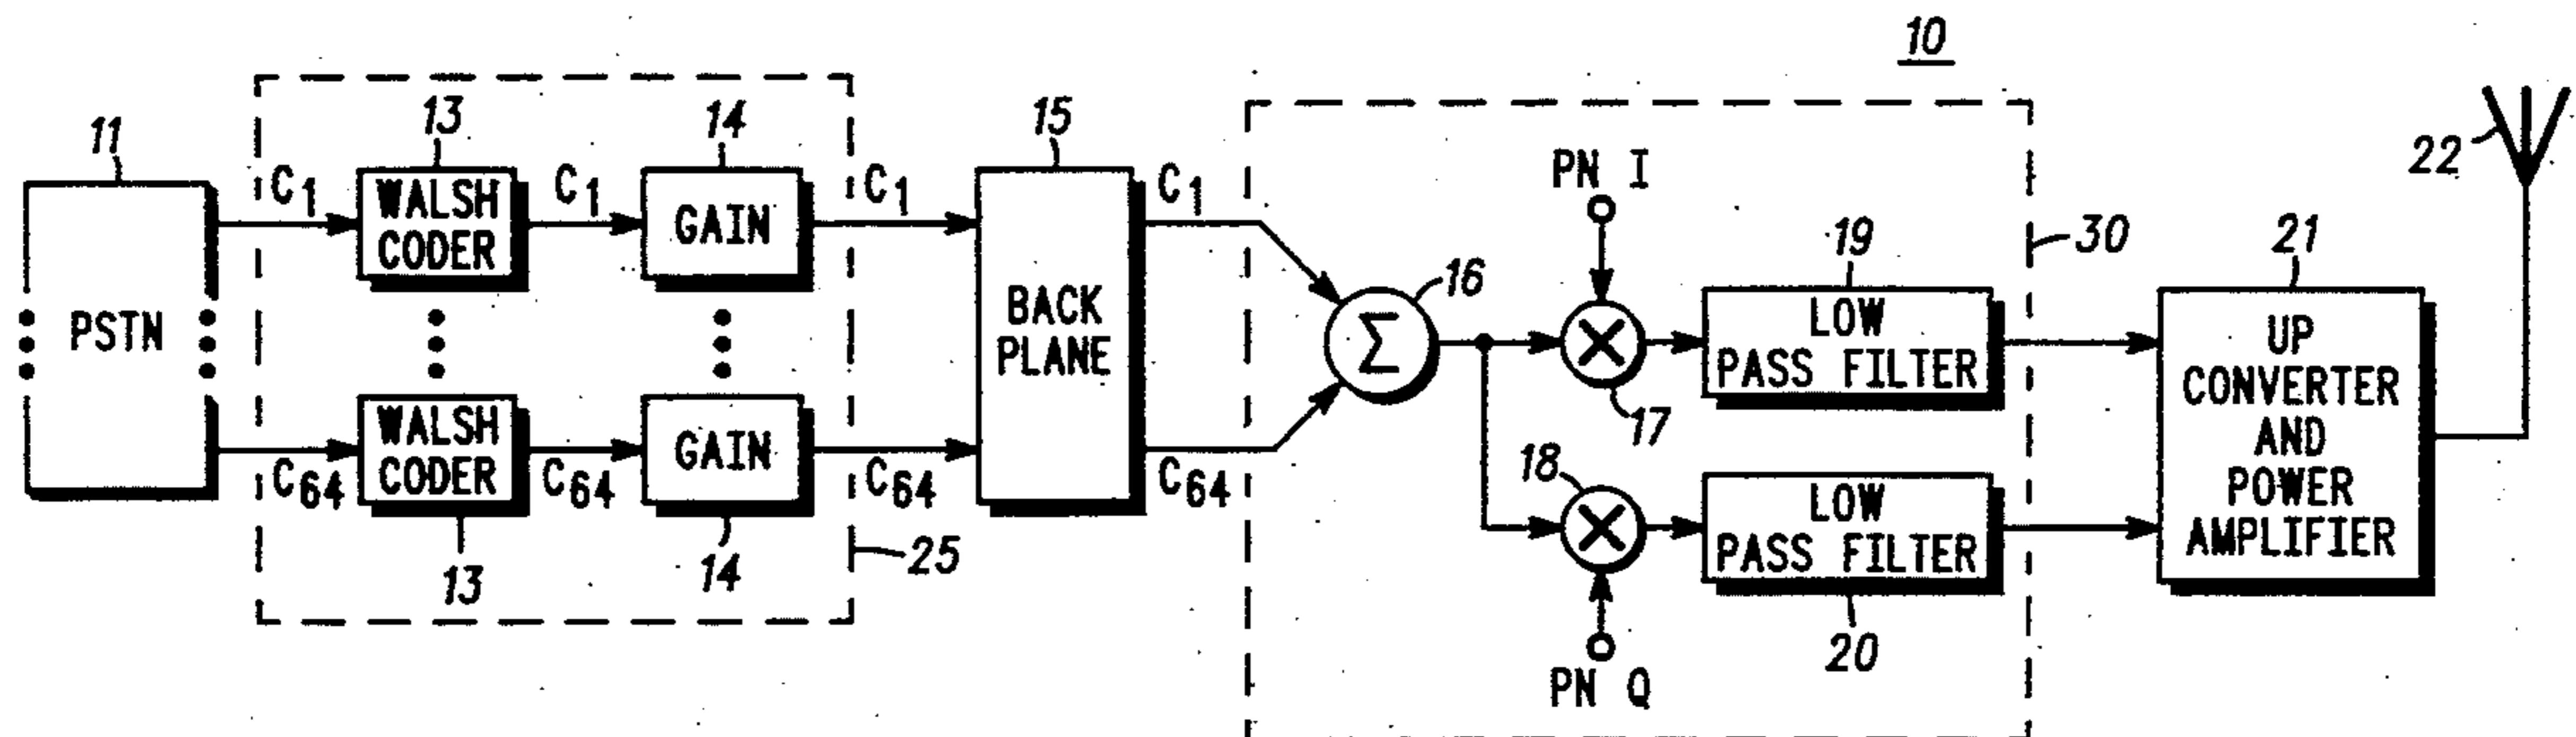 10
11
13
14
15
C1
WALSH
CODER
C1
GAIN
C1
C1
PSTN
BACK
PLANE
WALSH
CODER
C64
C64
GAIN
C64
C64
13
14
25
16
Σ
PN I
17
18
PN Q
19
LOW
PASS FILTER
LOW
PASS FILTER
20
30
21
UP
CONVERTER
AND
POWER
AMPLIFIER
22